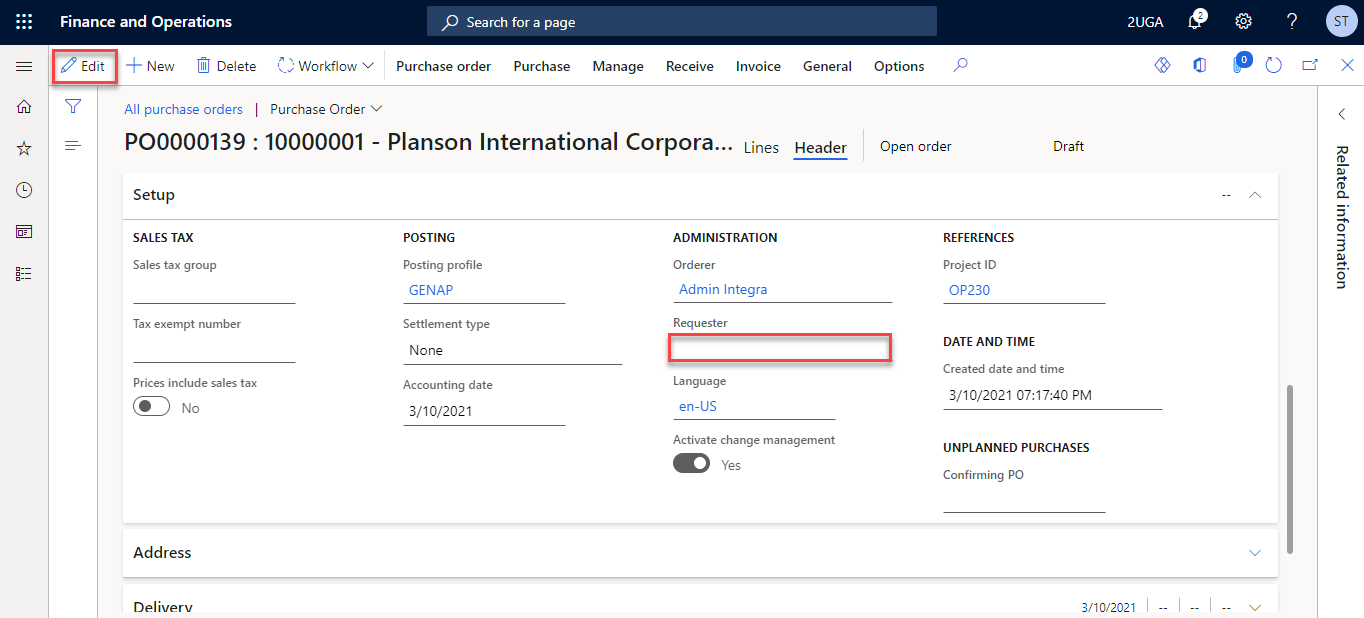 Finance and Operations
Search for a page
2UGA
2
?
ST
Edit
New
Delete
Workflow
Purchase order
Purchase
Manage
Receive
Invoice
General
Options
0
All purchase orders | Purchase Order
PO0000139 : 10000001 - Planson International Corpora...
Lines
Header
Open order
Draft
Related information
Setup
--
SALES TAX
Sales tax group
Tax exempt number
Prices include sales tax
No
POSTING
Posting profile
GENAP
Settlement type
None
Accounting date
3/10/2021
ADMINISTRATION
Orderer
Admin Integra
Requester
Language
en-US
Activate change management
Yes
REFERENCES
Project ID
OP230
DATE AND TIME
Created date and time
3/10/2021 07:17:40 PM
UNPLANNED PURCHASES
Confirming PO
Address
Delivery
3/10/2021
--
--
--